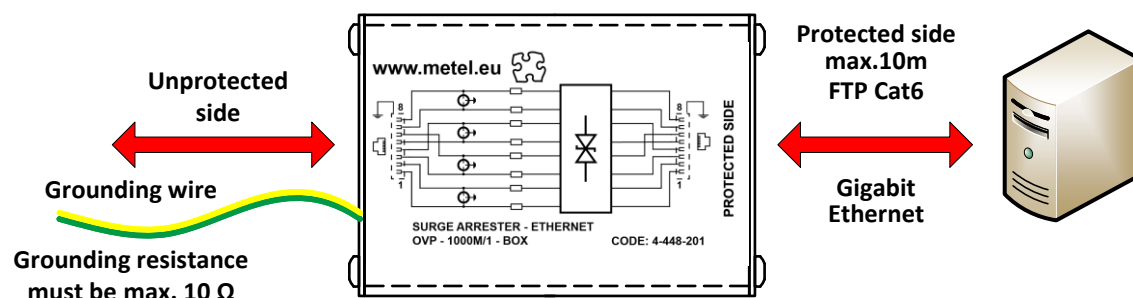 Unprotected
side
Grounding wire
Grounding resistance
must be max. 10 Ω
www.metel.eu
8
1
8
1
PROTECTED SIDE
SURGE ARRESTER - ETHERNET
OVP - 1000M/1 - BOX
CODE: 4-448-201
Protected side
max.10m
FTP Cat6
Gigabit
Ethernet